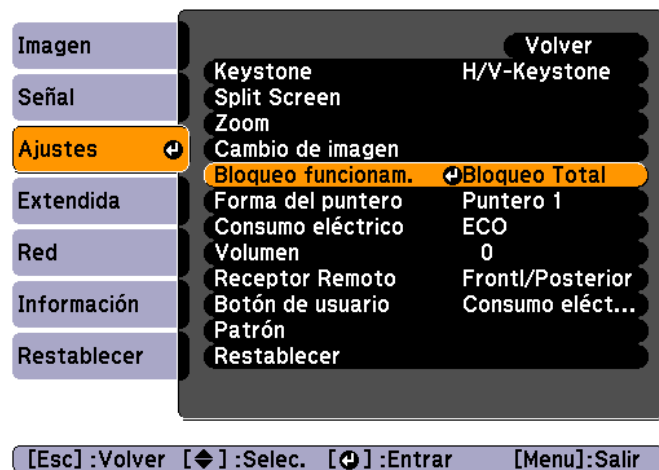 Imagen
Señal
Ajustes
Extendida
Red
Información
Restablecer
Volver
Keystone H/V-Keystone
Split Screen
Zoom
Cambio de imagen
Bloqueo funcionam. Bloqueo Total
Forma del puntero Puntero 1
Consumo eléctrico ECO
Volumen 0
Receptor Remoto Frontl/Posterior
Botón de usuario Consumo eléct...
Patrón
Restablecer
[Esc] :Volver [ ] :Selec. [ ] :Entrar [Menu]:Salir